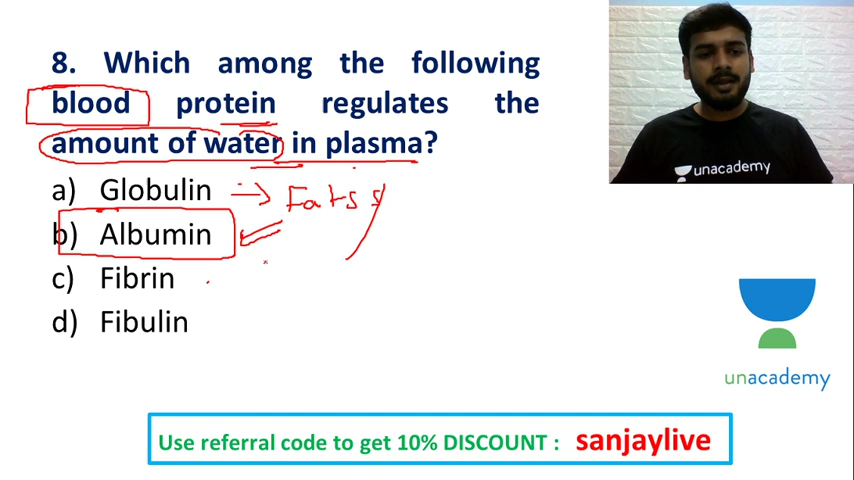 8. Which among the following
blood protein regulates the
amount of water in plasma?
a) Globulin → Fats
b) Albumin
c) Fibrin
d) Fibulin
unacademy
unacademy
Use referral code to get 10% DISCOUNT : sanjaylive